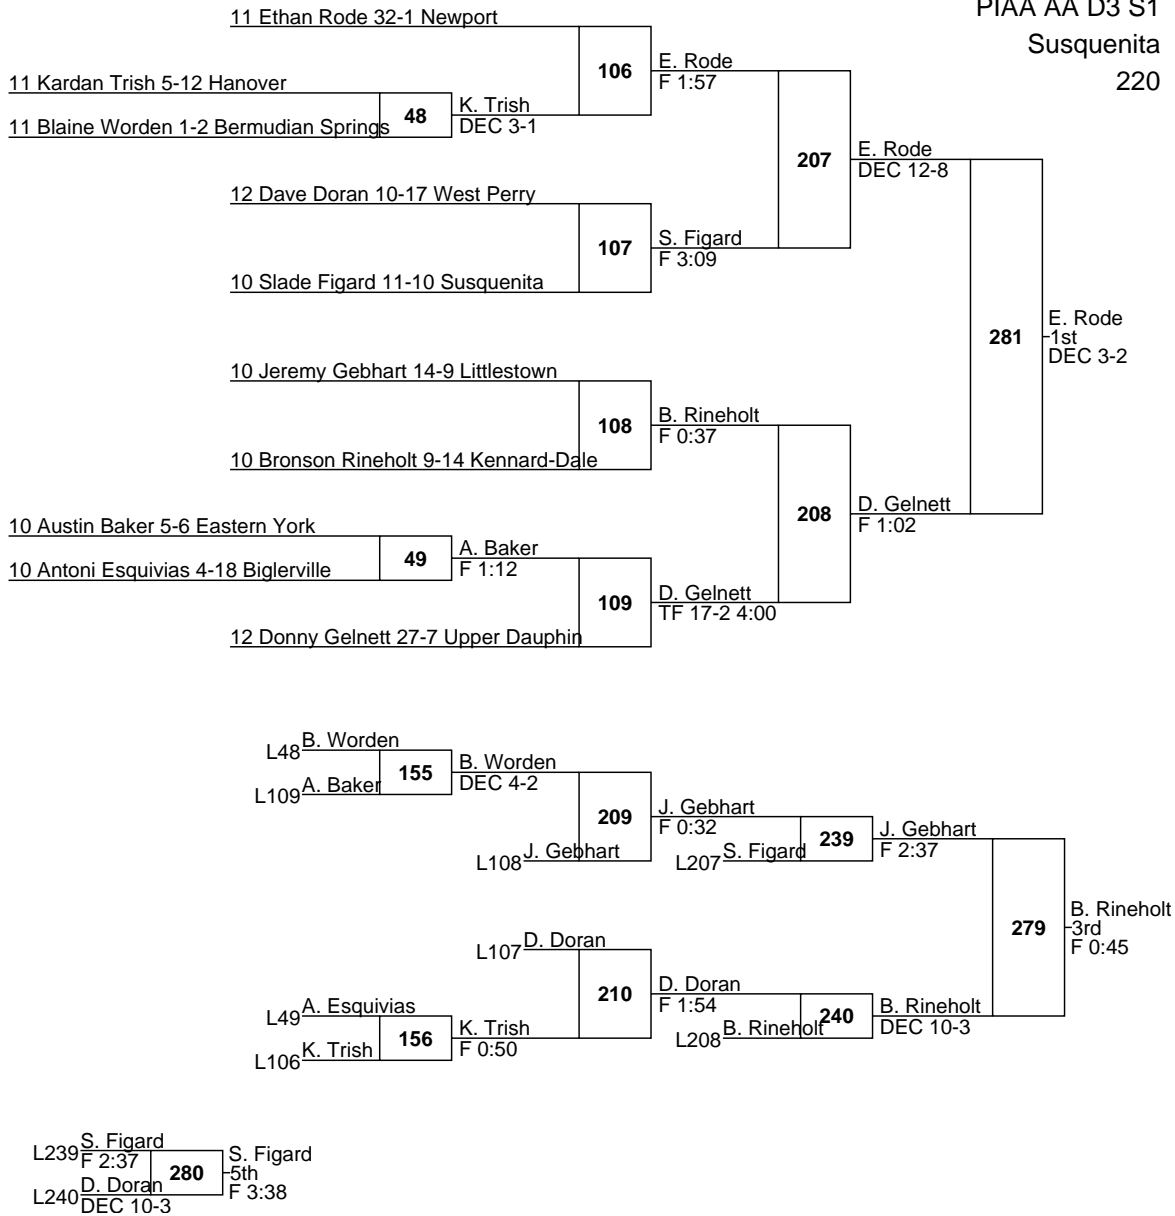 PIAA AA D3 S1
Susquenita
220
11 Ethan Rode 32-1 Newport
106
E. Rode
F 1:57
11 Kardan Trish 5-12 Hanover
48
K. Trish
DEC 3-1
11 Blaine Worden 1-2 Bermudian Springs
207
E. Rode
DEC 12-8
12 Dave Doran 10-17 West Perry
107
S. Figard
F 3:09
10 Slade Figard 11-10 Susquenita
281
E. Rode
1st
DEC 3-2
10 Jeremy Gebhart 14-9 Littlestown
108
B. Rineholt
F 0:37
10 Bronson Rineholt 9-14 Kennard-Dale
208
D. Gelnett
F 1:02
10 Austin Baker 5-6 Eastern York
49
A. Baker
F 1:12
10 Antoni Esquivias 4-18 Biglerville
109
D. Gelnett
TF 17-2 4:00
12 Donny Gelnett 27-7 Upper Dauphin
L48 B. Worden
155
B. Worden
DEC 4-2
L109 A. Baker
209
J. Gebhart
F 0:32
L108 J. Gebhart
239
J. Gebhart
F 2:37
L207 S. Figard
279
B. Rineholt
3rd
F 0:45
L107 D. Doran
210
D. Doran
F 1:54
L49 A. Esquivias
156
K. Trish
F 0:50
L106 K. Trish
240
B. Rineholt
DEC 10-3
L208 B. Rineholt
L239 S. Figard
F 2:37
280
S. Figard
5th
F 3:38
L240 D. Doran
DEC 10-3